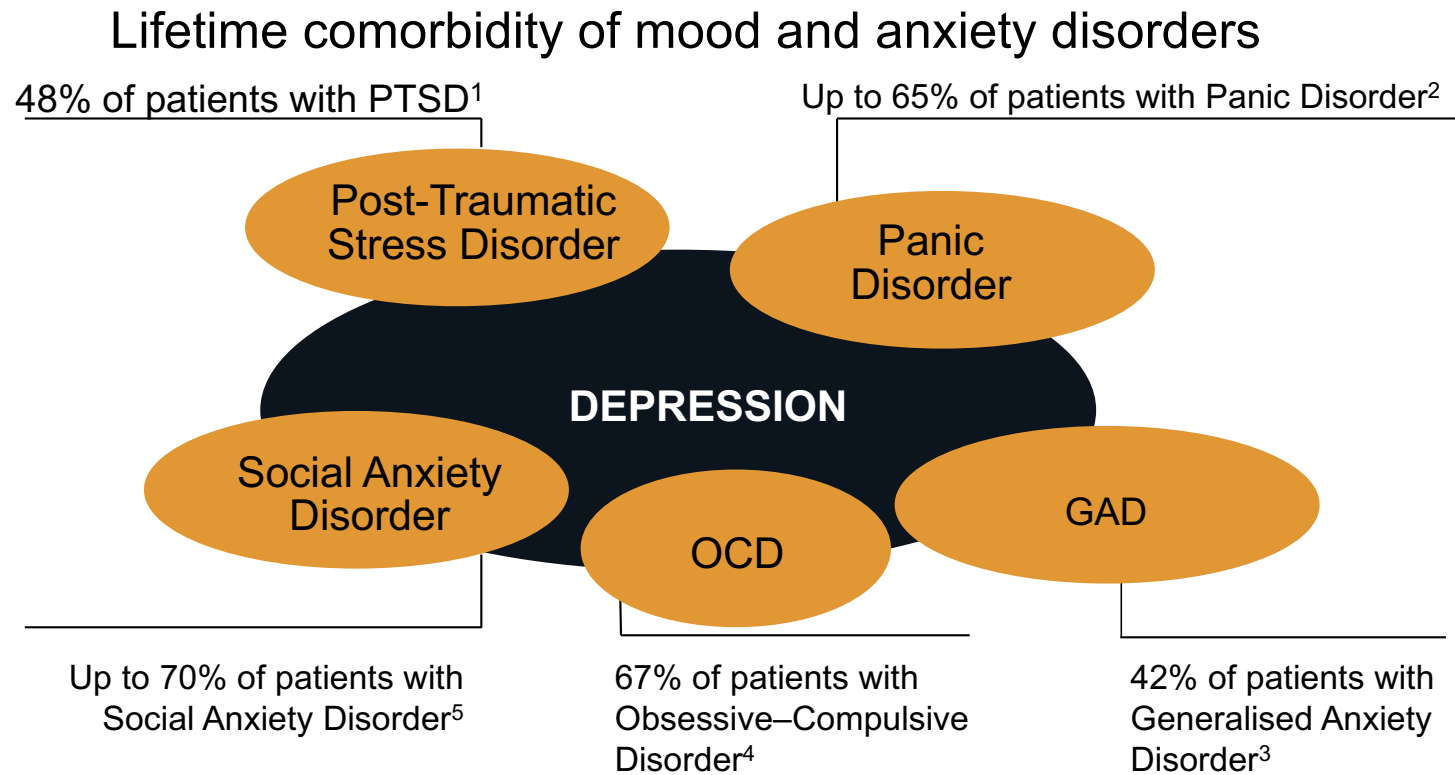 Lifetime comorbidity of mood and anxiety disorders
48% of patients with PTSD¹
Up to 65% of patients with Panic Disorder²
Post-Traumatic
Stress Disorder
Panic
Disorder
DEPRESSION
Social Anxiety
Disorder
OCD
GAD
Up to 70% of patients with
Social Anxiety Disorder⁵
67% of patients with
Obsessive–Compulsive
Disorder⁴
42% of patients with
Generalised Anxiety
Disorder³